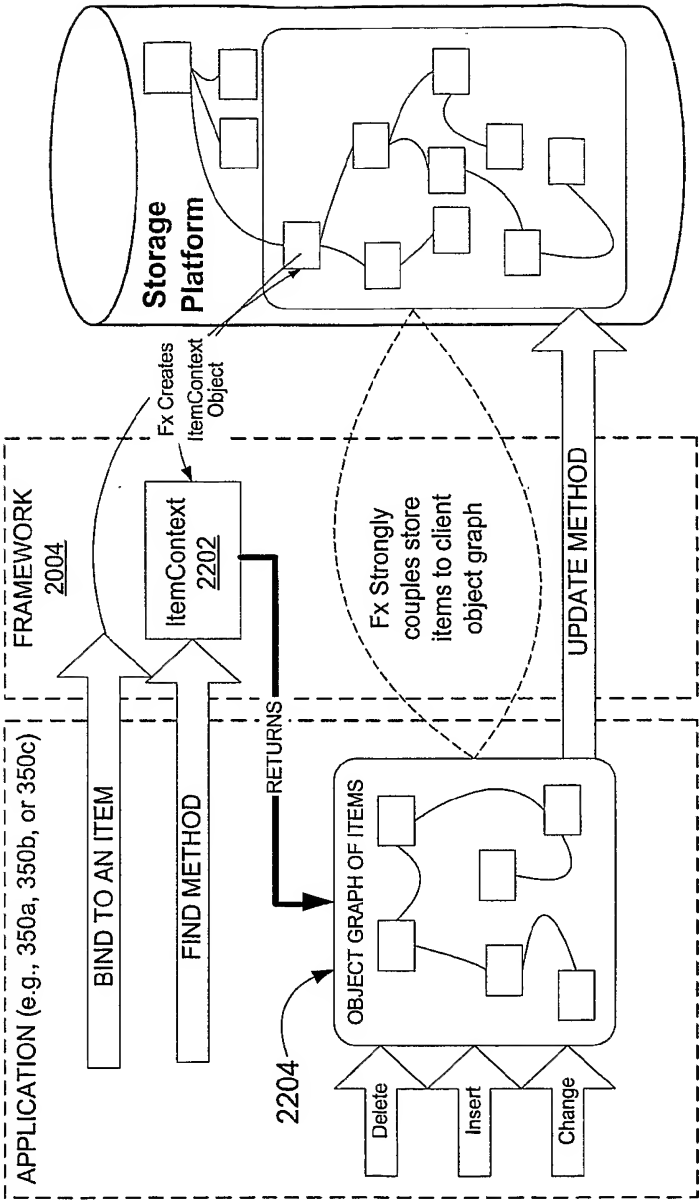 APPLICATION (e.g., 350a, 350b, or 350c)
BIND TO AN ITEM
FIND METHOD
RETURNS
2204
OBJECT GRAPH OF ITEMS
Delete
Insert
Change
FRAMEWORK
2004
ItemContext
2202
Fx Creates
ItemContext
Object
Fx Strongly
couples store
items to client
object graph
UPDATE METHOD
Storage
Platform